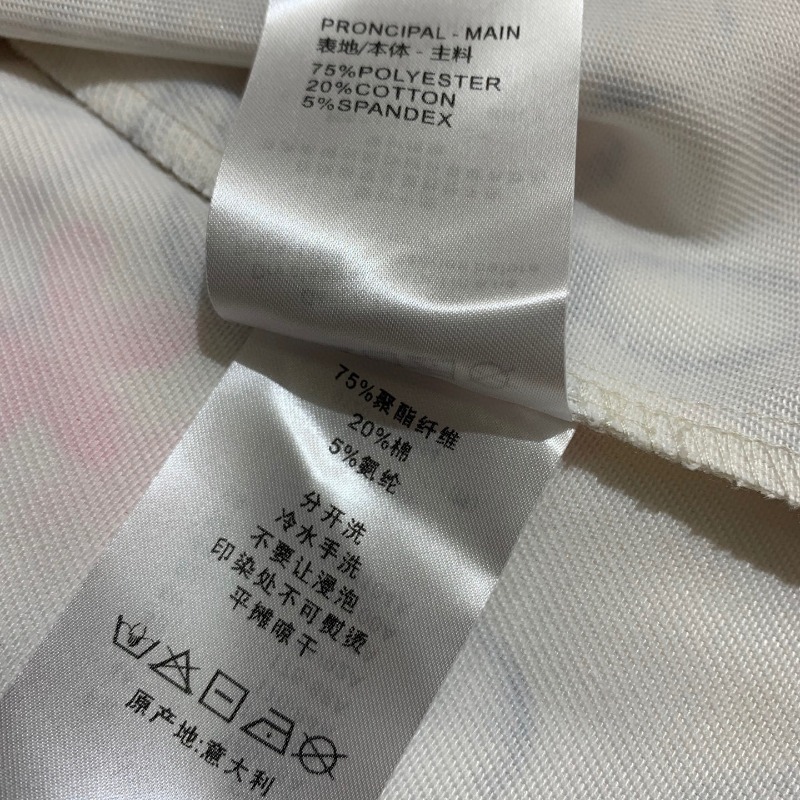 PRONCIPAL - MAIN
表地/本体 - 主料
75%POLYESTER
20%COTTON
5%SPANDEX
75%聚酯纤维
20%棉
5%氨纶
分开洗
冷水手洗
不要让浸泡
印染处不可熨烫
平摊晾干
原产地:意大利